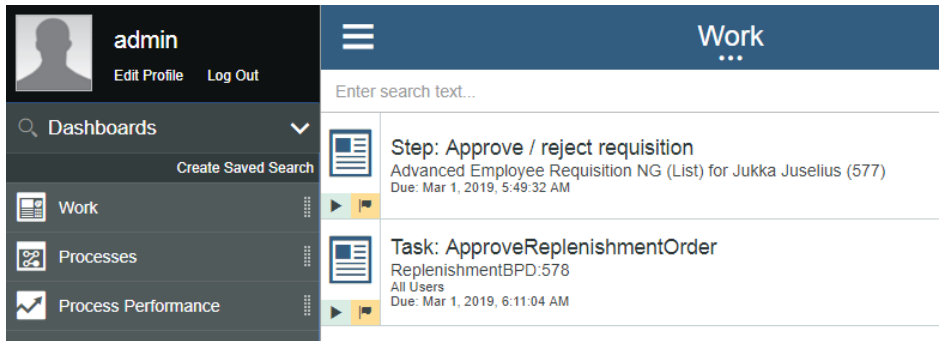 admin
Edit Profile Log Out
Dashboards
Create Saved Search
Work
Processes
Process Performance
Work
Enter search text...
Step: Approve / reject requisition
Advanced Employee Requisition NG (List) for Jukka Juselius (577)
Due: Mar 1, 2019, 5:49:32 AM
Task: ApproveReplenishmentOrder
ReplenishmentBPD:578
All Users
Due: Mar 1, 2019, 6:11:04 AM